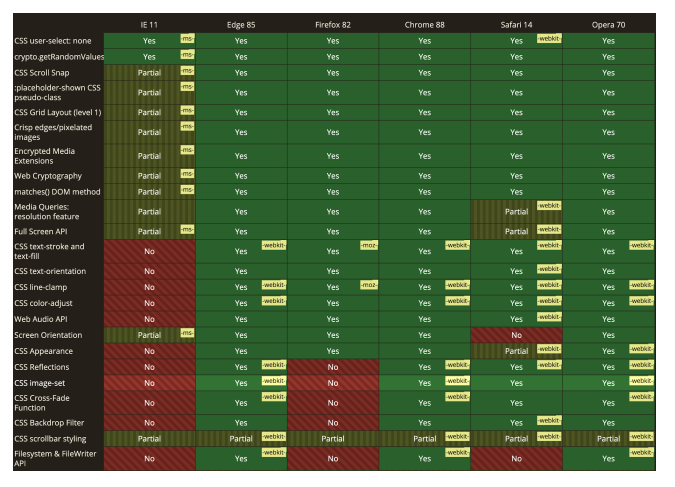 IE 11 Edge 85 Firefox 82 Chrome 88 Safari 14 Opera 70
CSS user-select: none Yes -ms- Yes Yes Yes Yes -webkit- Yes
crypto.getRandomValues Yes -ms- Yes Yes Yes Yes Yes
CSS Scroll Snap Partial -ms- Yes Yes Yes Yes Yes
:placeholder-shown CSS
pseudo-class Partial -ms- Yes Yes Yes Yes Yes
CSS Grid Layout (level 1) Partial -ms- Yes Yes Yes Yes Yes
Crisp edges/pixelated
images Partial -ms- Yes Yes Yes Yes Yes
Encrypted Media
Extensions Partial -ms- Yes Yes Yes Yes Yes
Web Cryptography Partial -ms- Yes Yes Yes Yes Yes
matches() DOM method Partial -ms- Yes Yes Yes Yes Yes
Media Queries:
resolution feature Partial Yes Yes Yes Partial -webkit- Yes
Full Screen API Partial -ms- Yes Yes Yes Partial -webkit- Yes
CSS text-stroke and
text-fill No Yes -webkit- Yes -moz- Yes -webkit- Yes -webkit- Yes -webkit-
CSS text-orientation No Yes Yes Yes Yes -webkit- Yes
CSS line-clamp No Yes -webkit- Yes -moz- Yes -webkit- Yes -webkit- Yes -webkit-
CSS color-adjust No Yes -webkit- Yes Yes -webkit- Yes -webkit- Yes -webkit-
Web Audio API No Yes Yes Yes Yes -webkit- Yes
Screen Orientation Partial -ms- Yes Yes Yes No Yes
CSS Appearance No Yes Yes Yes Partial -webkit- Yes -webkit-
CSS Reflections No Yes -webkit- No Yes -webkit- Yes -webkit- Yes -webkit-
CSS image-set No Yes -webkit- No Yes -webkit- Yes Yes -webkit-
CSS Cross-Fade
Function No Yes -webkit- No Yes -webkit- Yes Yes -webkit-
CSS Backdrop Filter No Yes No Yes Yes -webkit- Yes
CSS scrollbar styling Partial Partial -webkit- Partial Partial -webkit- Partial -webkit- Partial -webkit-
Filesystem & FileWriter
API No Yes -webkit- No Yes -webkit- No Yes -webkit-